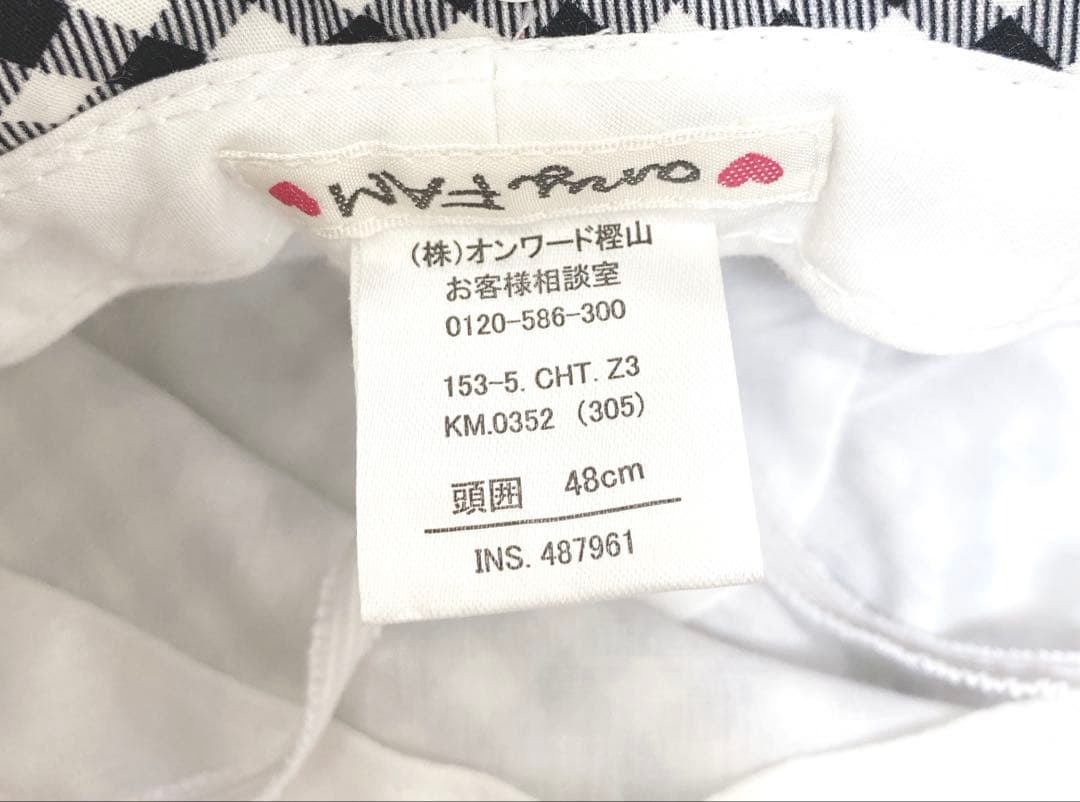 any FAM
(株)オンワード樫山
お客様相談室
0120-586-300
153-5. CHT. Z3
KM.0352 (305)
頭囲 48cm
INS. 487961